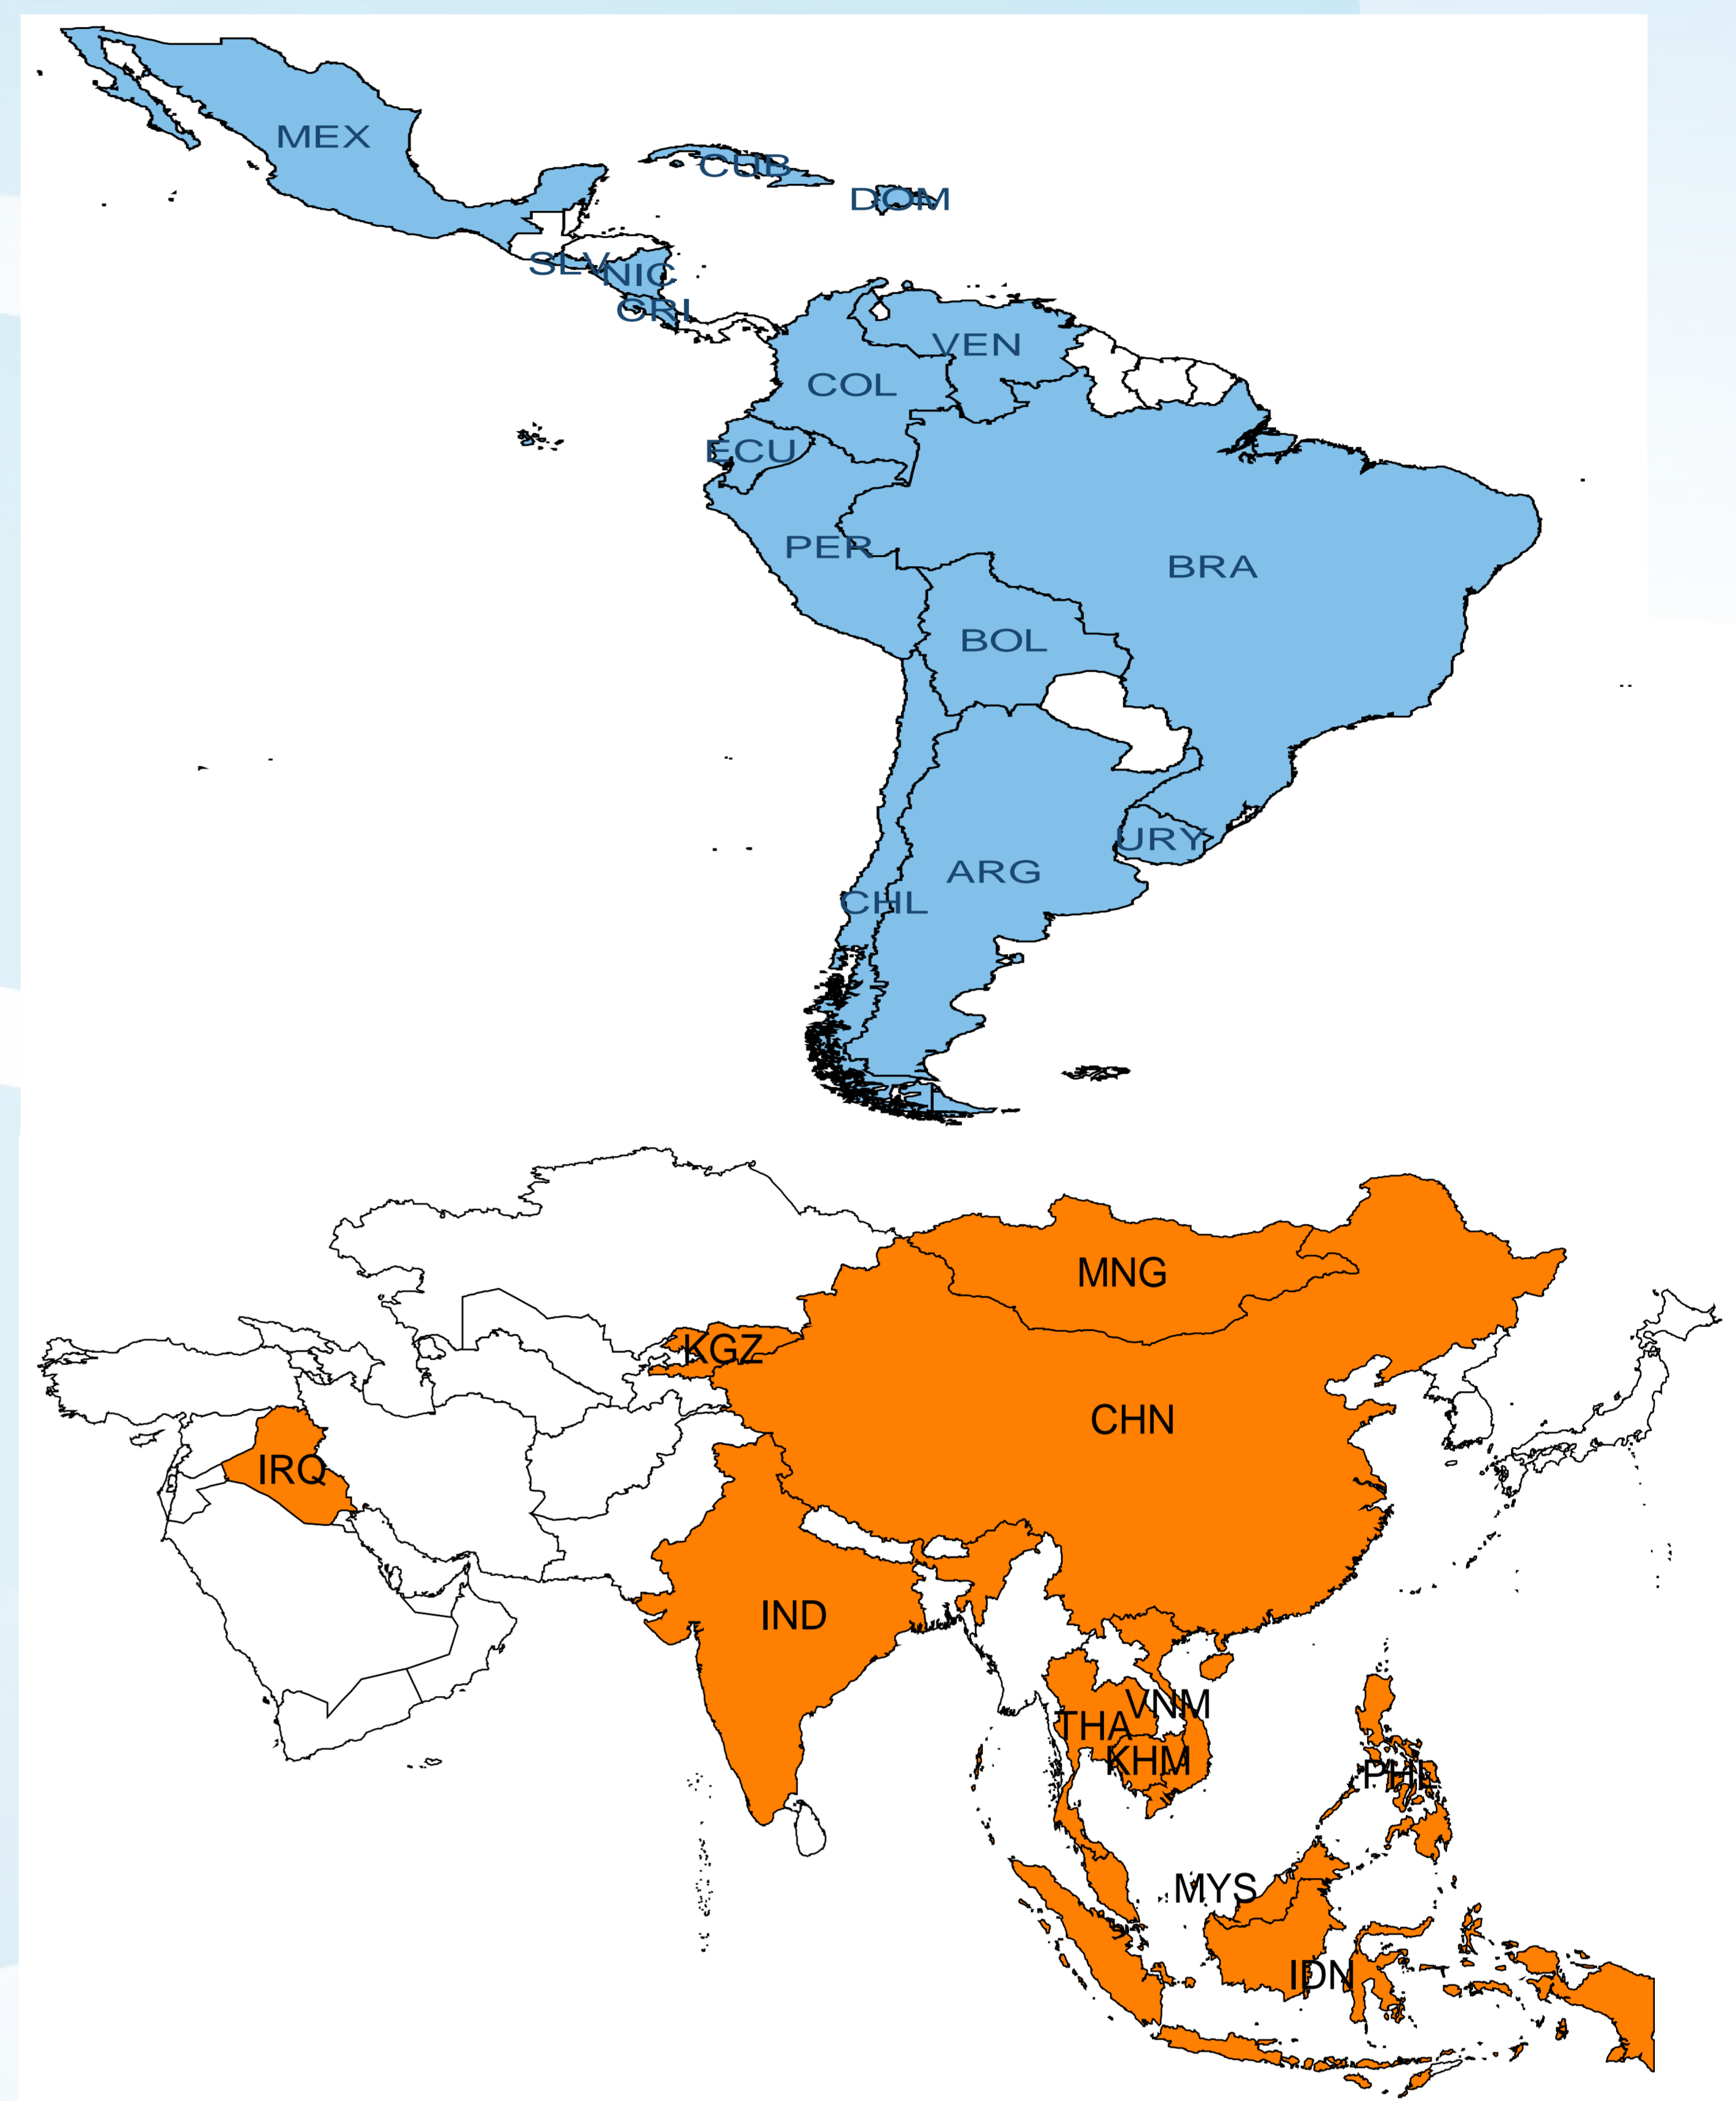 MEX
CUB
DOM
SLV
NIC
CRI
VEN
COL
ECU
PER
BRA
BOL
URY
ARG
CHL
MNG
KGZ
CHN
IRQ
IND
VNM
THA
KHM
PHL
MYS
IDN